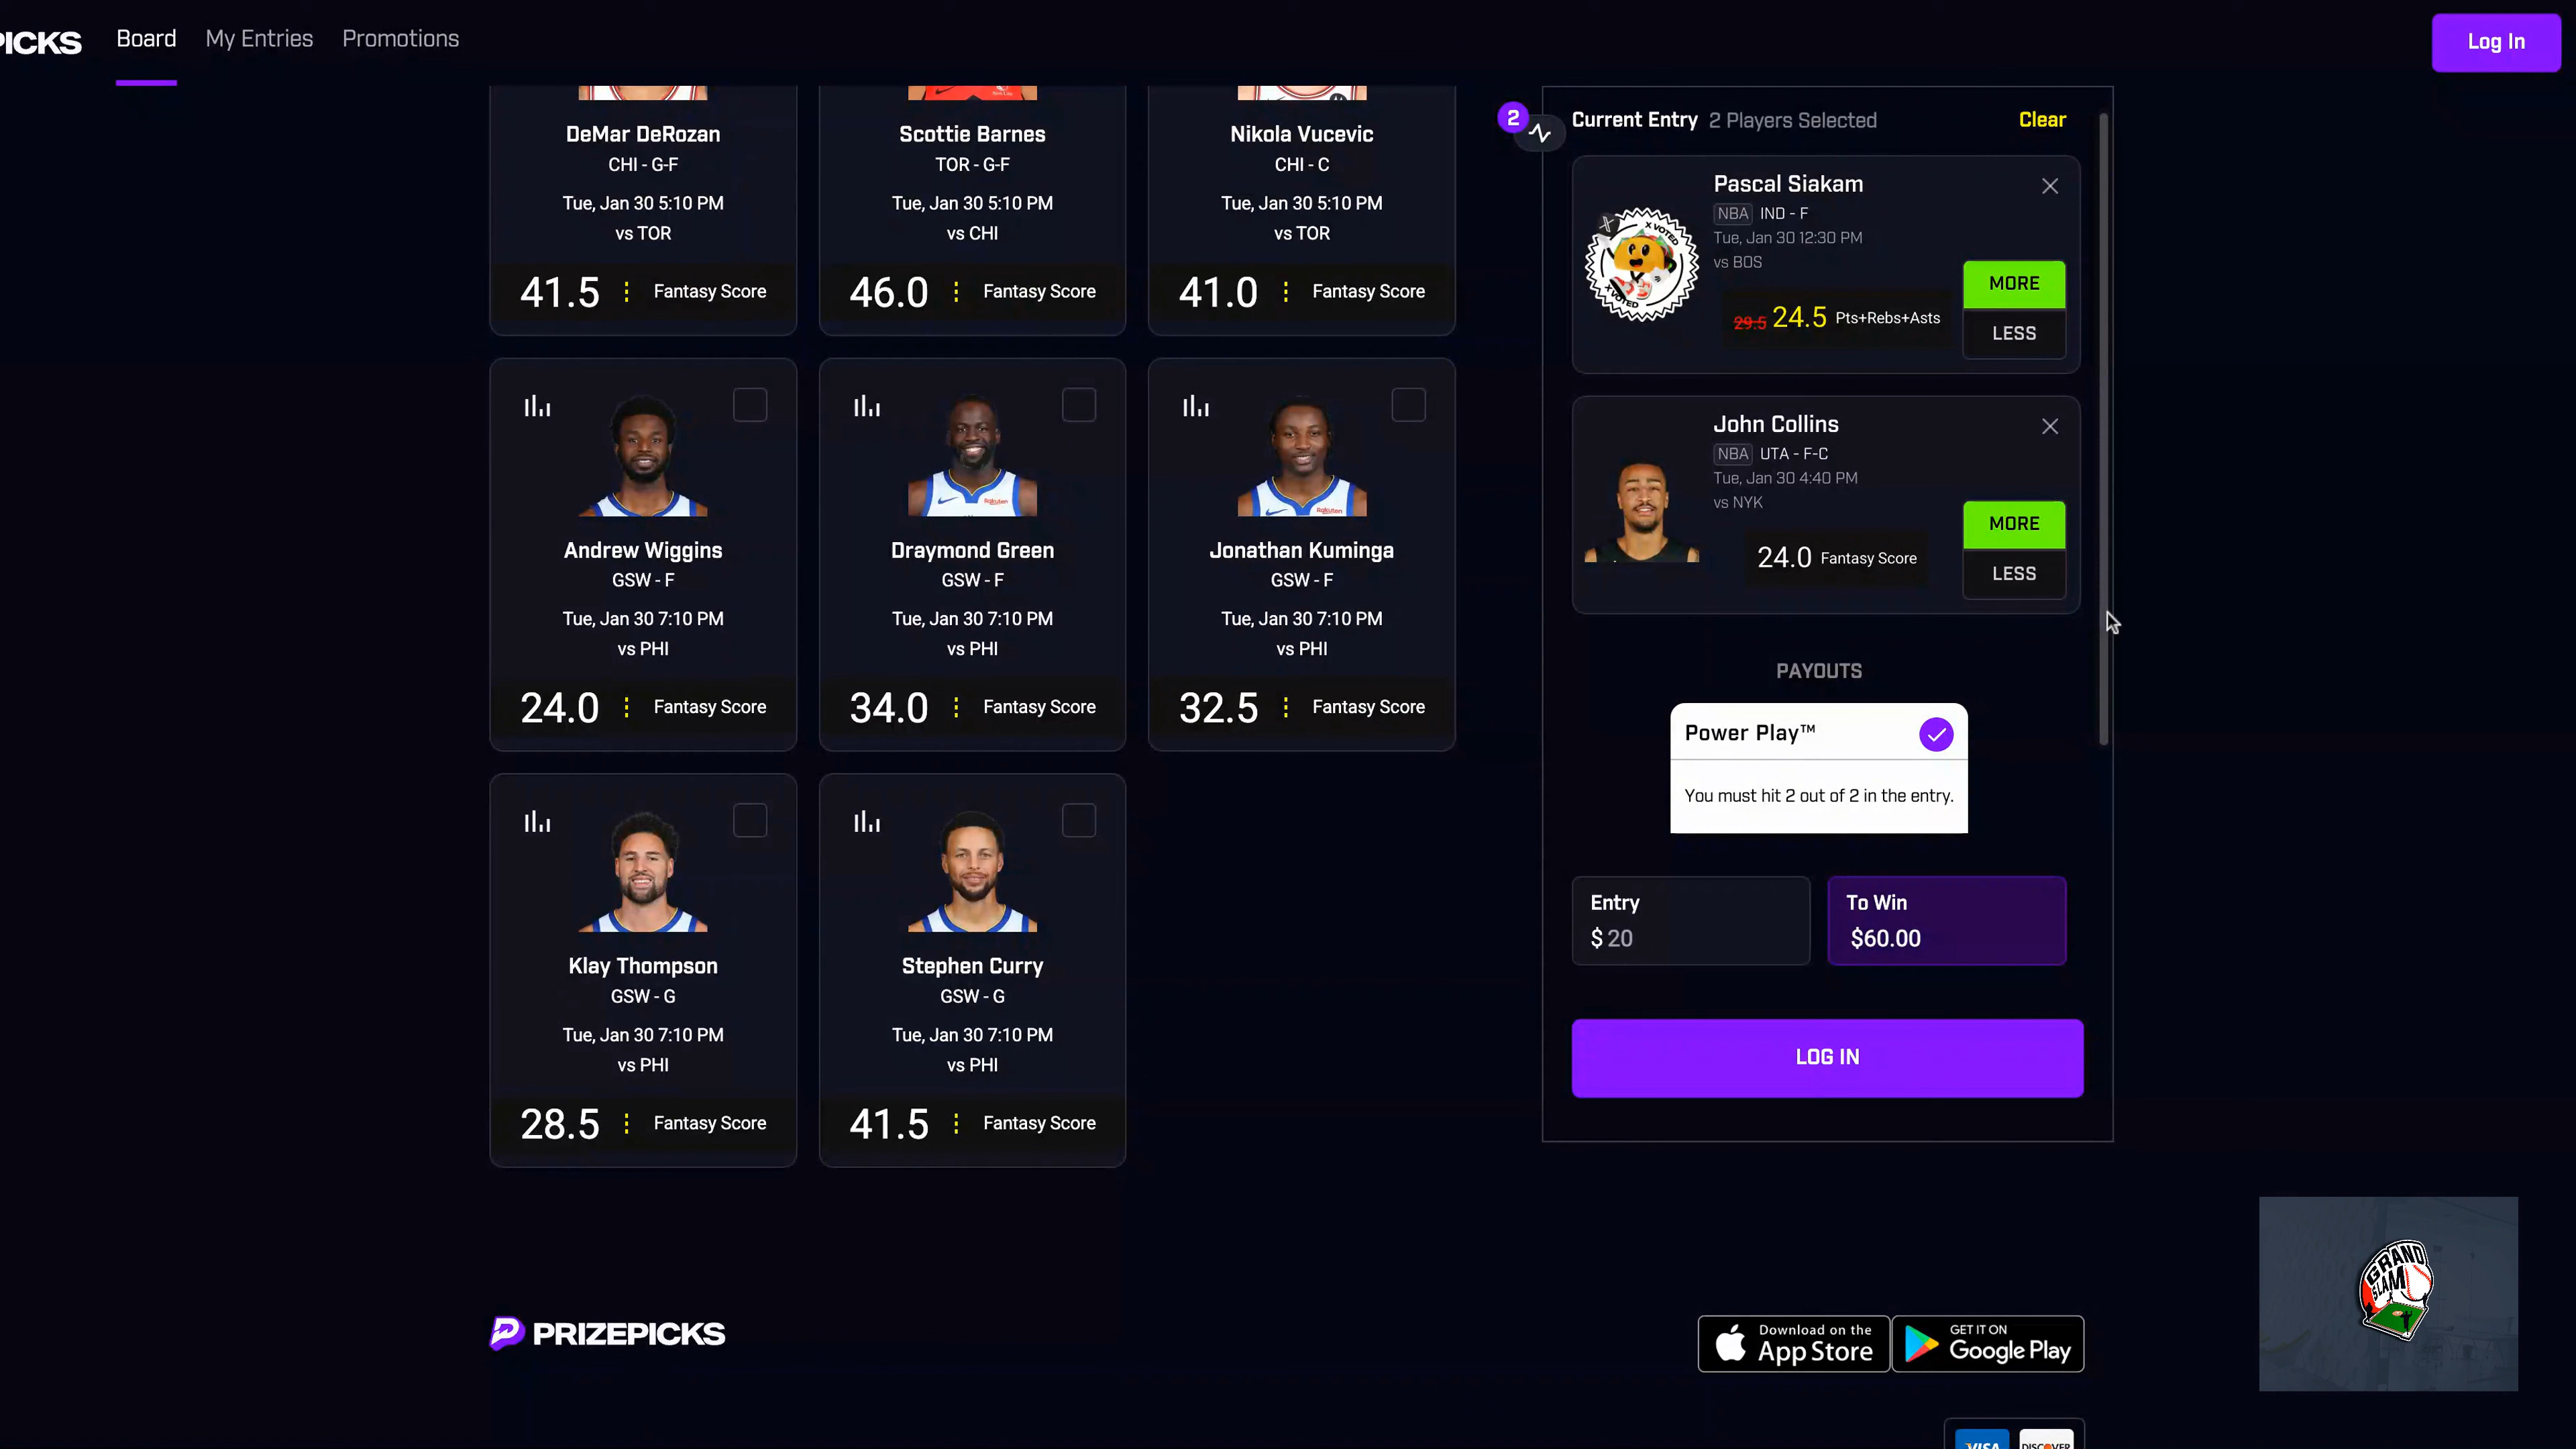 PICKS
Board
My Entries
Promotions
Log In
DeMar DeRozan
CHI - G-F
Tue, Jan 30 5:10 PM
vs TOR
41.5
Fantasy Score
Scottie Barnes
TOR - G-F
Tue, Jan 30 5:10 PM
vs CHI
46.0
Fantasy Score
Nikola Vucevic
CHI - C
Tue, Jan 30 5:10 PM
vs TOR
41.0
Fantasy Score
Andrew Wiggins
GSW - F
Tue, Jan 30 7:10 PM
vs PHI
24.0
Fantasy Score
Draymond Green
GSW - F
Tue, Jan 30 7:10 PM
vs PHI
34.0
Fantasy Score
Jonathan Kuminga
GSW - F
Tue, Jan 30 7:10 PM
vs PHI
32.5
Fantasy Score
Klay Thompson
GSW - G
Tue, Jan 30 7:10 PM
vs PHI
28.5
Fantasy Score
Stephen Curry
GSW - G
Tue, Jan 30 7:10 PM
vs PHI
41.5
Fantasy Score
2
Current Entry 2 Players Selected
Clear
Pascal Siakam
NBA IND - F
Tue, Jan 30 12:30 PM
vs BOS
29.5 24.5 Pts+Rebs+Asts
MORE
LESS
X VOTED
X VOTED
John Collins
NBA UTA - F-C
Tue, Jan 30 4:40 PM
vs NYK
24.0 Fantasy Score
MORE
LESS
PAYOUTS
Power Play™
You must hit 2 out of 2 in the entry.
Entry
$ 20
To Win
$60.00
LOG IN
PRIZEPICKS
Download on the
App Store
GET IT ON
Google Play
GRAND
SLAM
VISA
DISCOVER